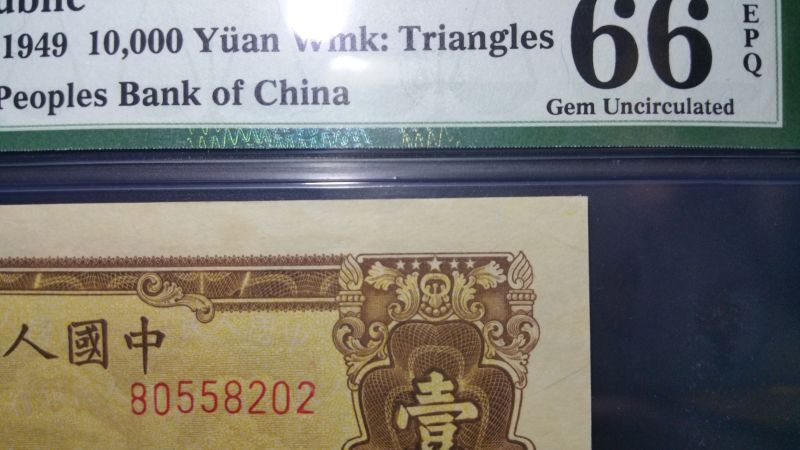 ublic
1949 10,000 Yüan Wmk: Triangles
Peoples Bank of China
66
EPQ
Gem Uncirculated
人國中
80558202
壹